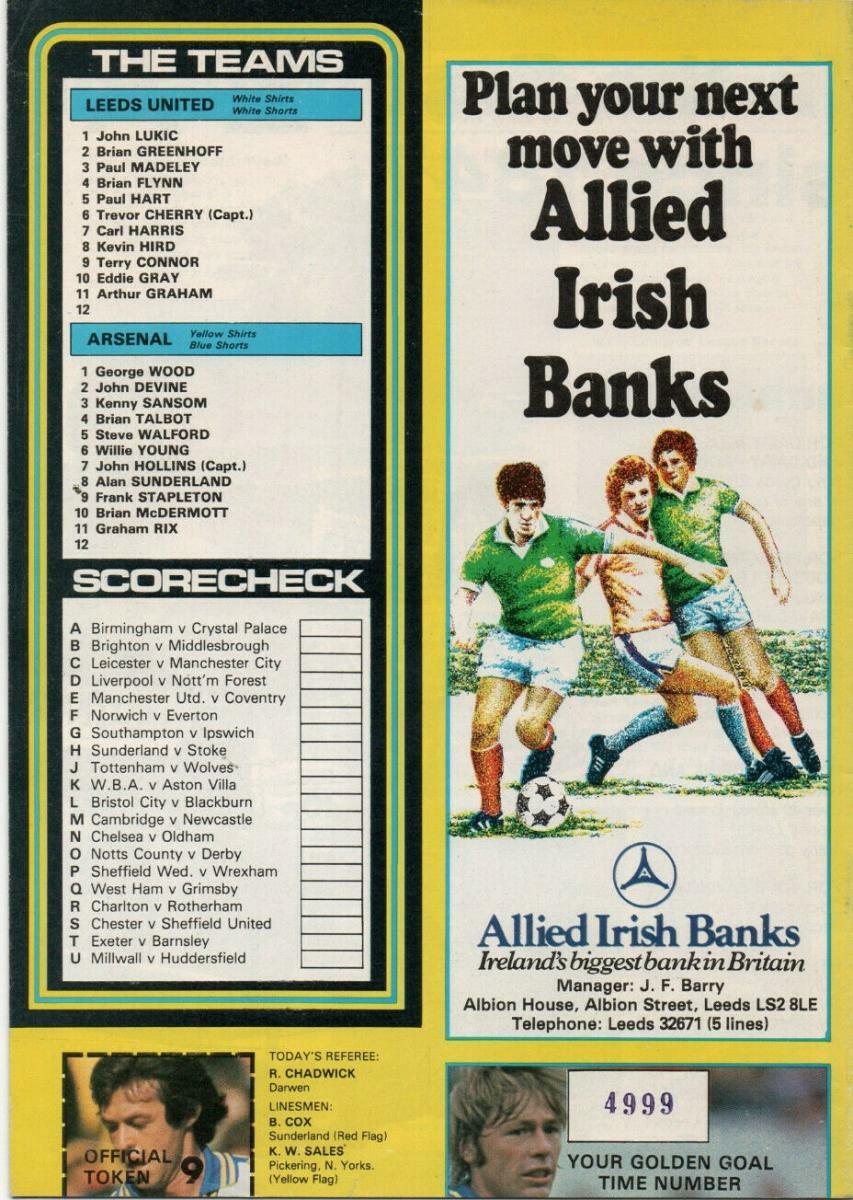 THE TEAMS
LEEDS UNITED White Shirts
White Shorts
1 John LUKIC
2 Brian GREENHOFF
3 Paul MADELEY
4 Brian FLYNN
5 Paul HART
6 Trevor CHERRY (Capt.)
7 Carl HARRIS
8 Kevin HIRD
9 Terry CONNOR
10 Eddie GRAY
11 Arthur GRAHAM
12
ARSENAL Yellow Shirts
Blue Shorts
1 George WOOD
2 John DEVINE
3 Kenny SANSOM
4 Brian TALBOT
5 Steve WALFORD
6 Willie YOUNG
7 John HOLLINS (Capt.)
8 Alan SUNDERLAND
9 Frank STAPLETON
10 Brian McDERMOTT
11 Graham RIX
12
SCORECHECK
A Birmingham v Crystal Palace
B Brighton v Middlesbrough
C Leicester v Manchester City
D Liverpool v Nott'm Forest
E Manchester Utd. v Coventry
F Norwich v Everton
G Southampton v Ipswich
H Sunderland v Stoke
J Tottenham v Wolves
K W.B.A. v Aston Villa
L Bristol City v Blackburn
M Cambridge v Newcastle
N Chelsea v Oldham
O Notts County v Derby
P Sheffield Wed. v Wrexham
Q West Ham v Grimsby
R Charlton v Rotherham
S Chester v Sheffield United
T Exeter v Barnsley
U Millwall v Huddersfield
OFFICIAL
TOKEN 9
TODAY'S REFEREE:
R. CHADWICK
Darwen
LINESMEN:
B. COX
Sunderland (Red Flag)
K. W. SALES
Pickering, N. Yorks.
(Yellow Flag)
Plan your next
move with
Allied
Irish
Banks
Allied Irish Banks
Ireland's biggest bank in Britain
Manager: J. F. Barry
Albion House, Albion Street, Leeds LS2 8LE
Telephone: Leeds 32671 (5 lines)
4999
YOUR GOLDEN GOAL
TIME NUMBER